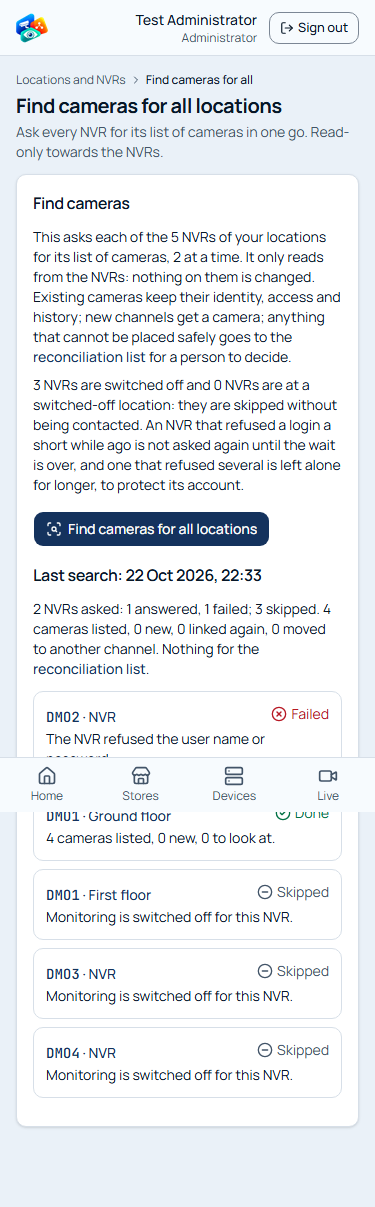 Test Administrator
Administrator
Sign out
Locations and NVRs > Find cameras for all
Find cameras for all locations
Ask every NVR for its list of cameras in one go. Read-
only towards the NVRs.
Find cameras
This asks each of the 5 NVRs of your locations
for its list of cameras, 2 at a time. It only reads
from the NVRs: nothing on them is changed.
Existing cameras keep their identity, access and
history; new channels get a camera; anything
that cannot be placed safely goes to the
reconciliation list for a person to decide.
3 NVRs are switched off and 0 NVRs are at a
switched-off location: they are skipped without
being contacted. An NVR that refused a login a
short while ago is not asked again until the wait
is over, and one that refused several is left alone
for longer, to protect its account.
Find cameras for all locations
Last search: 22 Oct 2026, 22:33
2 NVRs asked: 1 answered, 1 failed; 3 skipped. 4
cameras listed, 0 new, 0 linked again, 0 moved
to another channel. Nothing for the
reconciliation list.
DM02 · NVR
Failed
The NVR refused the user name or
Home
Stores
Devices
Live
DM01 · Ground floor
Done
4 cameras listed, 0 new, 0 to look at.
DM01 · First floor
Skipped
Monitoring is switched off for this NVR.
DM03 · NVR
Skipped
Monitoring is switched off for this NVR.
DM04 · NVR
Skipped
Monitoring is switched off for this NVR.